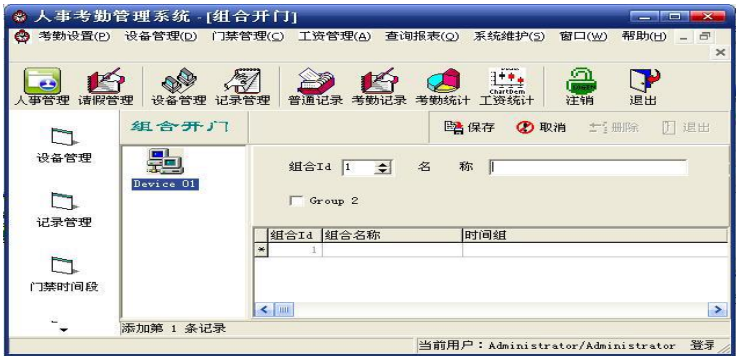 人事考勤管理系统 - [组合开门]
考勤设置(P) 设备管理(D) 门禁管理(C) 工资管理(A) 查询报表(Q) 系统维护(S) 窗口(W) 帮助(H)
人事管理 请假管理 设备管理 记录管理 普通记录 考勤记录 考勤统计 工资统计 注销 退出
组合开门 保存 取消 删除 退出
设备管理
Device 01
组合Id 1 名 称
Group 2
记录管理
组合Id 组合名称 时间组
* 1
门禁时间段
添加第 1 条记录
当前用户：Administrator/Administrator 登录